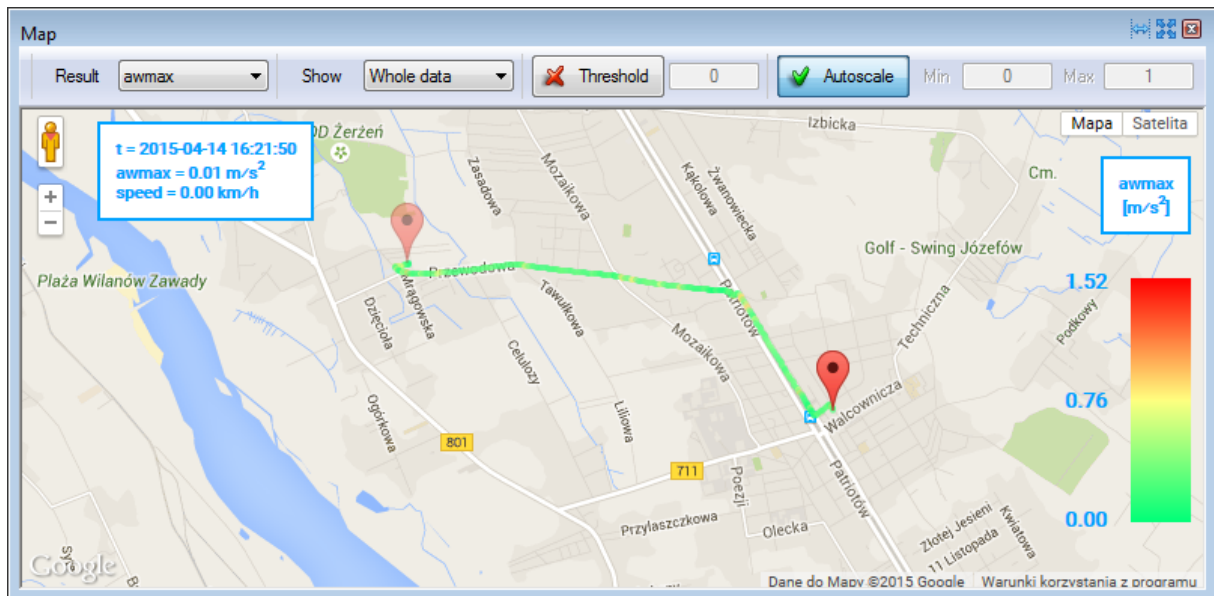 Map
Result awmax Show Whole data Threshold 0 Autoscale Min 0 Max 1
OD Żerżeń
Izbicka
Mapa Satelita
t = 2015-04-14 16:21:50
awmax = 0.01 m/s²
speed = 0.00 km/h
Zasadowa
Mozaikowa
Kąkolowa
Żwanowiecka
Cm.
awmax
[m/s²]
+
−
Golf - Swing Józefów
Plaża Wilanów Zawady
Przewodowa
Mrągowska
Dzięcioła
Tawułkowa
Patriotów
Techniczna
Podkowy
1.52
Mozaikowa
Celulozy
Ogórkowa
Liliowa
Walcownicza
0.76
801
711
Poezji
Patriotów
Przylaszczkowa
Olecka
Złotej Jesieni
11 Listopada
Kwiatowa
0.00
Google
Dane do Mapy ©2015 Google Warunki korzystania z programu